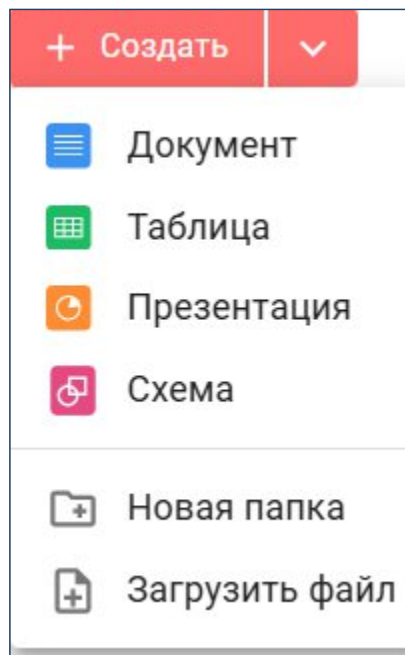 + Создать
Документ
Таблица
Презентация
Схема
Новая папка
Загрузить файл